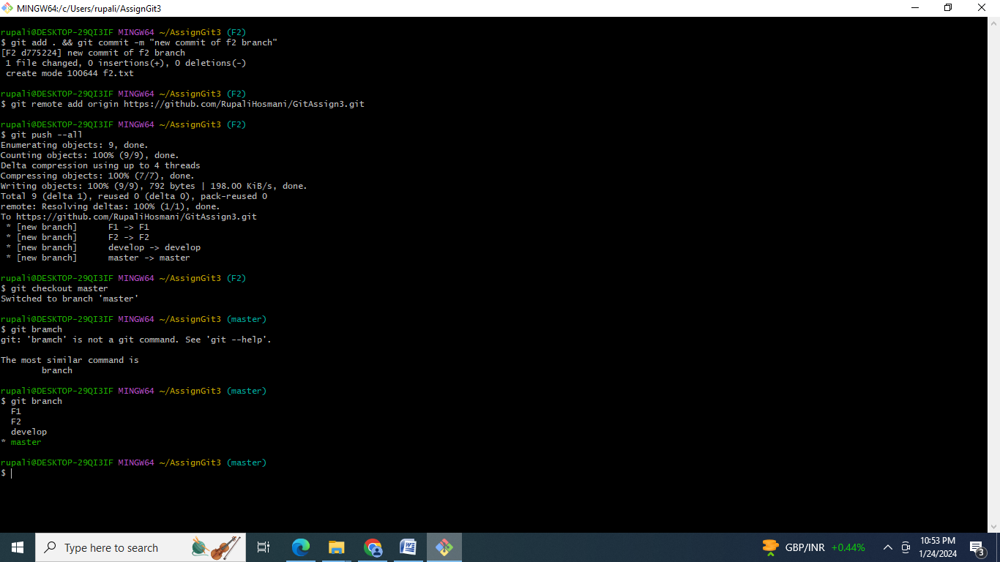 MINGW64:/c/Users/rupali/AssignGit3
rupali@DESKTOP-29QI3IF MINGW64 ~/AssignGit3 (F2)
$ git add . && git commit -m "new commit of f2 branch"
[F2 d775224] new commit of f2 branch
 1 file changed, 0 insertions(+), 0 deletions(-)
 create mode 100644 f2.txt
rupali@DESKTOP-29QI3IF MINGW64 ~/AssignGit3 (F2)
$ git remote add origin https://github.com/RupaliHosmani/GitAssign3.git
rupali@DESKTOP-29QI3IF MINGW64 ~/AssignGit3 (F2)
$ git push --all
Enumerating objects: 9, done.
Counting objects: 100% (9/9), done.
Delta compression using up to 4 threads
Compressing objects: 100% (7/7), done.
Writing objects: 100% (9/9), 792 bytes | 198.00 KiB/s, done.
Total 9 (delta 1), reused 0 (delta 0), pack-reused 0
remote: Resolving deltas: 100% (1/1), done.
To https://github.com/RupaliHosmani/GitAssign3.git
 * [new branch]      F1 -> F1
 * [new branch]      F2 -> F2
 * [new branch]      develop -> develop
 * [new branch]      master -> master
rupali@DESKTOP-29QI3IF MINGW64 ~/AssignGit3 (F2)
$ git checkout master
Switched to branch 'master'
rupali@DESKTOP-29QI3IF MINGW64 ~/AssignGit3 (master)
$ git bramch
git: 'bramch' is not a git command. See 'git --help'.
The most similar command is
        branch
rupali@DESKTOP-29QI3IF MINGW64 ~/AssignGit3 (master)
$ git branch
  F1
  F2
  develop
* master
rupali@DESKTOP-29QI3IF MINGW64 ~/AssignGit3 (master)
$
Type here to search
GBP/INR +0.44%
10:53 PM
1/24/2024
3